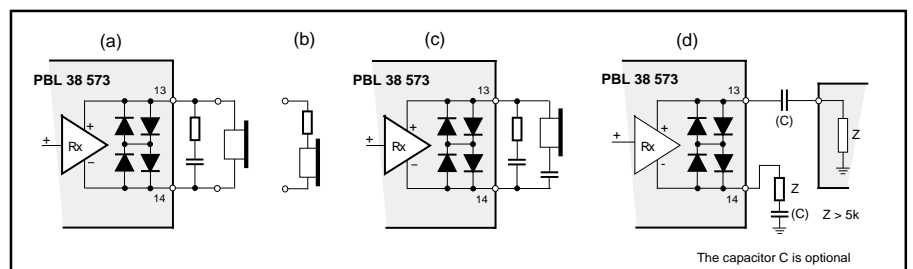 (a)
PBL 38 573
13
+
+
Rx
−
14
(b)
(c)
PBL 38 573
13
+
+
Rx
−
14
(d)
PBL 38 573
13
+
+
Rx
-
14
(C)
Z
Z
(C)
Z > 5k
The capacitor C is optional